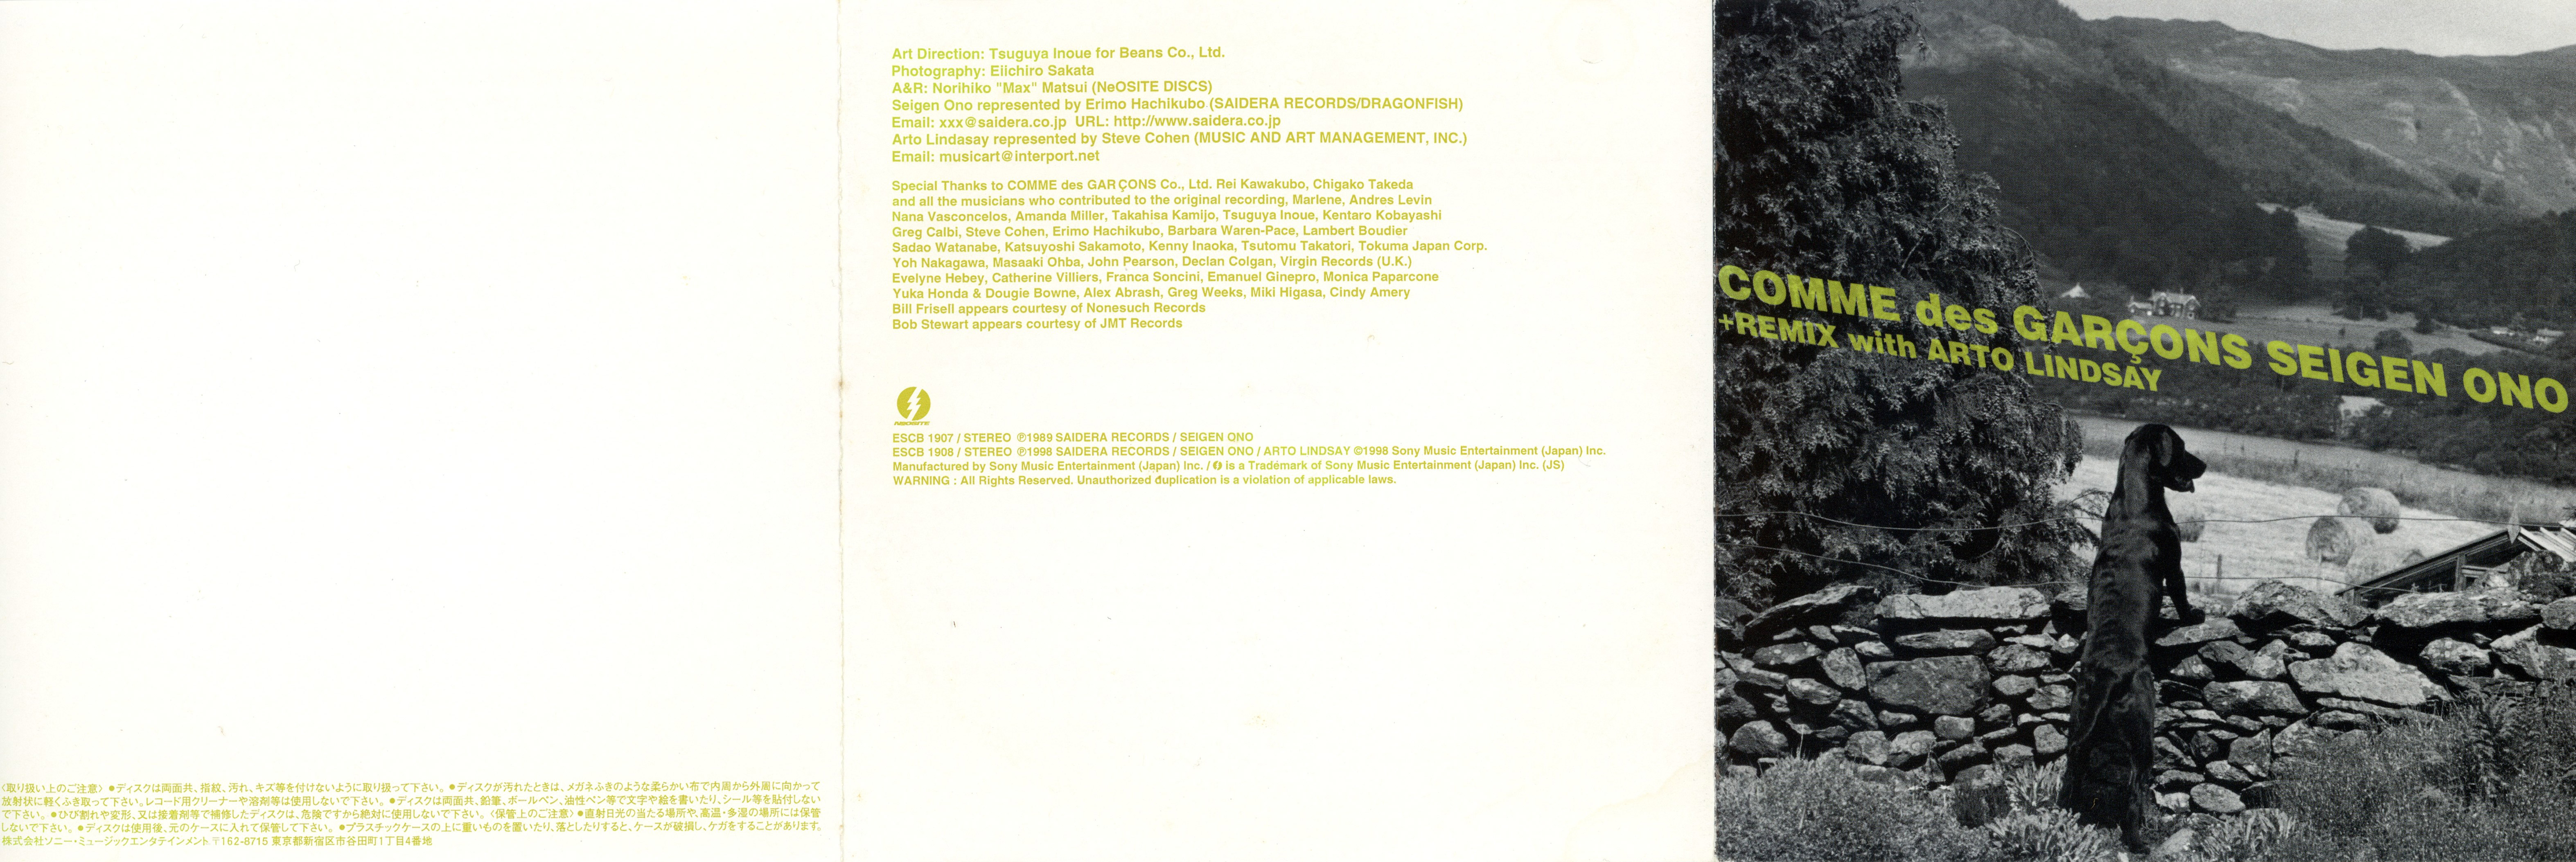 〈取り扱い上のご注意〉 ●ディスクは両面共、指紋、汚れ、キズ等を付けないように取り扱って下さい。 ●ディスクが汚れたときは、メガネふきのような柔らかい布で内周から外周に向かって
放射状に軽くふき取って下さい。レコード用クリーナーや溶剤等は使用しないで下さい。 ●ディスクは両面共、鉛筆、ボールペン、油性ペン等で文字や絵を書いたり、シール等を貼付しない
で下さい。 ●ひび割れや変形、又は接着剤等で補修したディスクは、危険ですから絶対に使用しないで下さい。〈保管上のご注意〉 ●直射日光の当たる場所や、高温・多湿の場所には保管
しないで下さい。 ●ディスクは使用後、元のケースに入れて保管して下さい。 ●プラスチックケースの上に重いものを置いたり、落としたりすると、ケースが破損し、ケガをすることがあります。
株式会社ソニー・ミュージックエンタテインメント 〒162-8715 東京都新宿区市谷田町1丁目4番地
Art Direction: Tsuguya Inoue for Beans Co., Ltd.
Photography: Eiichiro Sakata
A&R: Norihiko "Max" Matsui (NeOSITE DISCS)
Seigen Ono represented by Erimo Hachikubo (SAIDERA RECORDS/DRAGONFISH)
Email: xxx@saidera.co.jp URL: http://www.saidera.co.jp
Arto Lindasay represented by Steve Cohen (MUSIC AND ART MANAGEMENT, INC.)
Email: musicart@interport.net
Special Thanks to COMME des GARÇONS Co., Ltd. Rei Kawakubo, Chigako Takeda
and all the musicians who contributed to the original recording, Marlene, Andres Levin
Nana Vasconcelos, Amanda Miller, Takahisa Kamijo, Tsuguya Inoue, Kentaro Kobayashi
Greg Calbi, Steve Cohen, Erimo Hachikubo, Barbara Waren-Pace, Lambert Boudier
Sadao Watanabe, Katsuyoshi Sakamoto, Kenny Inaoka, Tsutomu Takatori, Tokuma Japan Corp.
Yoh Nakagawa, Masaaki Ohba, John Pearson, Declan Colgan, Virgin Records (U.K.)
Evelyne Hebey, Catherine Villiers, Franca Soncini, Emanuel Ginepro, Monica Paparcone
Yuka Honda & Dougie Bowne, Alex Abrash, Greg Weeks, Miki Higasa, Cindy Amery
Bill Frisell appears courtesy of Nonesuch Records
Bob Stewart appears courtesy of JMT Records
NeOSITE
ESCB 1907 / STEREO ℗1989 SAIDERA RECORDS / SEIGEN ONO
ESCB 1908 / STEREO ℗1998 SAIDERA RECORDS / SEIGEN ONO / ARTO LINDSAY ©1998 Sony Music Entertainment (Japan) Inc.
Manufactured by Sony Music Entertainment (Japan) Inc. / is a Trademark of Sony Music Entertainment (Japan) Inc. (JS)
WARNING : All Rights Reserved. Unauthorized duplication is a violation of applicable laws.
COMME des GARÇONS SEIGEN ONO
+REMIX with ARTO LINDSAY